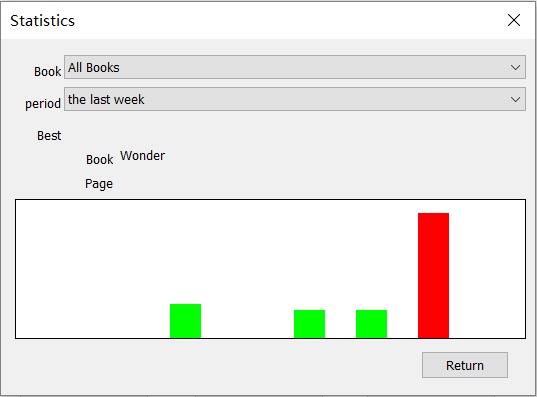 Statistics
Book All Books
period the last week
Best
Book Wonder
Page
Return